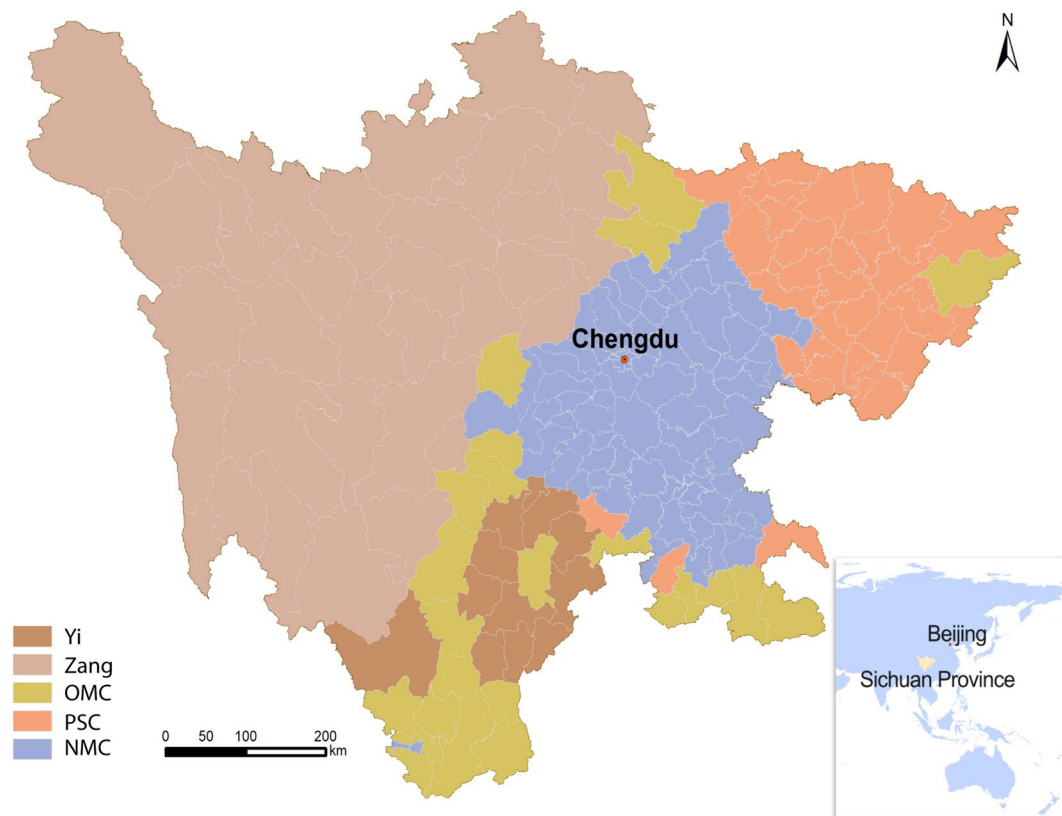 N
Chengdu
Yi
Zang
OMC
PSC
NMC
0 50 100 200
km
Beijing
Sichuan Province